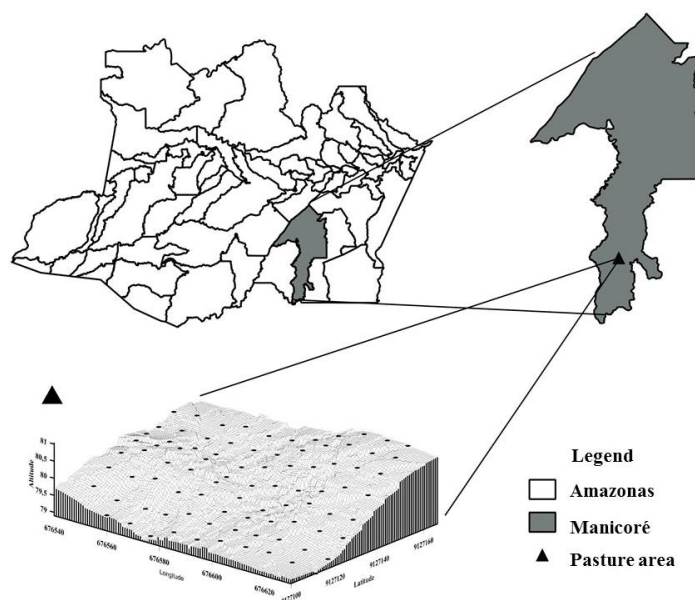 Legend
Amazonas
Manicoré
Pasture area
Altitude
81
80,5
80
79,5
79
676540
676560
676580
676600
676620
Longitude
9127100
9127120
9127140
9127160
Latitude